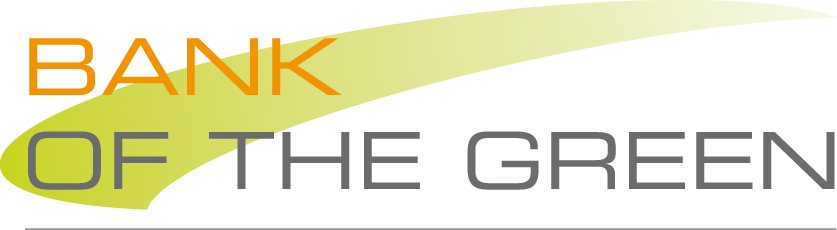 BANK
OF THE GREEN